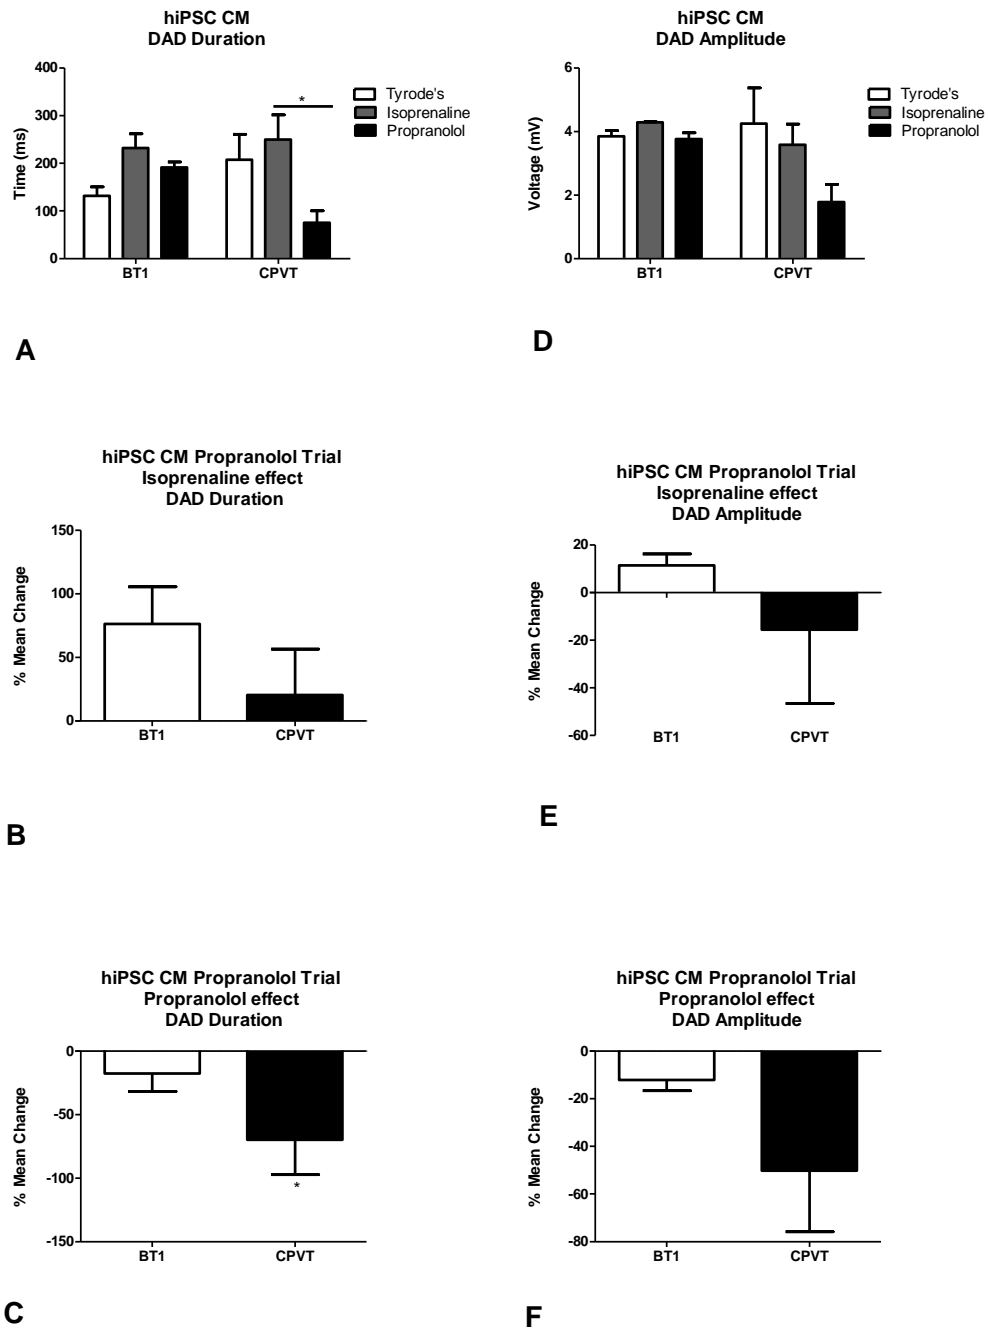 hiPSC CM
DAD Duration
400
300
200
100
0
Time (ms)
*
Tyrode's
Isoprenaline
Propranolol
BT1
CPVT
A
hiPSC CM
DAD Amplitude
6
4
2
0
Voltage (mV)
Tyrode's
Isoprenaline
Propranolol
BT1
CPVT
D
hiPSC CM Propranolol Trial
Isoprenaline effect
DAD Duration
150
100
50
0
% Mean Change
BT1
CPVT
B
hiPSC CM Propranolol Trial
Isoprenaline effect
DAD Amplitude
20
0
-20
-40
-60
% Mean Change
BT1
CPVT
E
hiPSC CM Propranolol Trial
Propranolol effect
DAD Duration
0
-50
-100
-150
% Mean Change
*
BT1
CPVT
C
hiPSC CM Propranolol Trial
Propranolol effect
DAD Amplitude
0
-20
-40
-60
-80
% Mean Change
BT1
CPVT
F